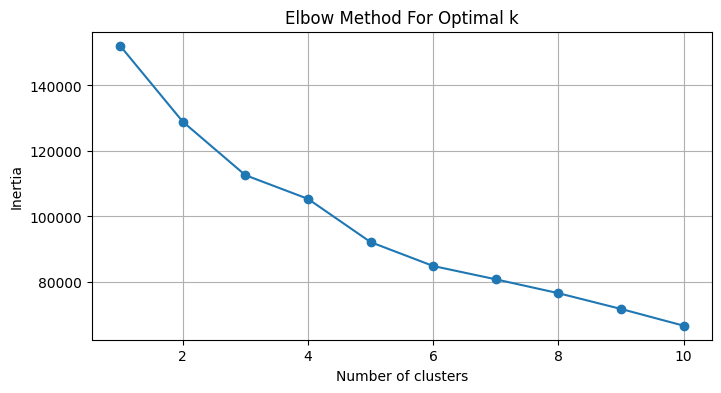 Elbow Method For Optimal k
Inertia
140000
120000
100000
80000
2 4 6 8 10
Number of clusters